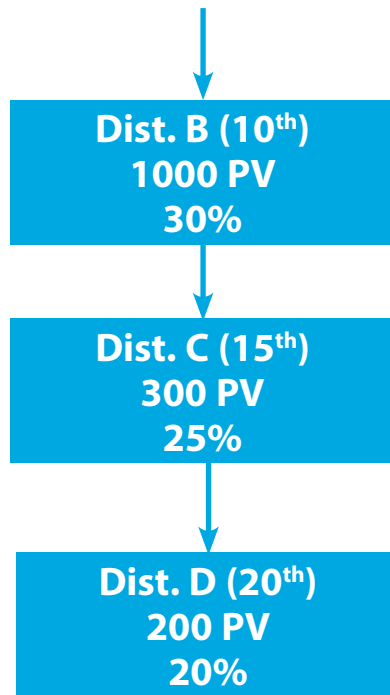 Dist. B (10th)
1000 PV
30%
Dist. C (15th)
300 PV
25%
Dist. D (20th)
200 PV
20%